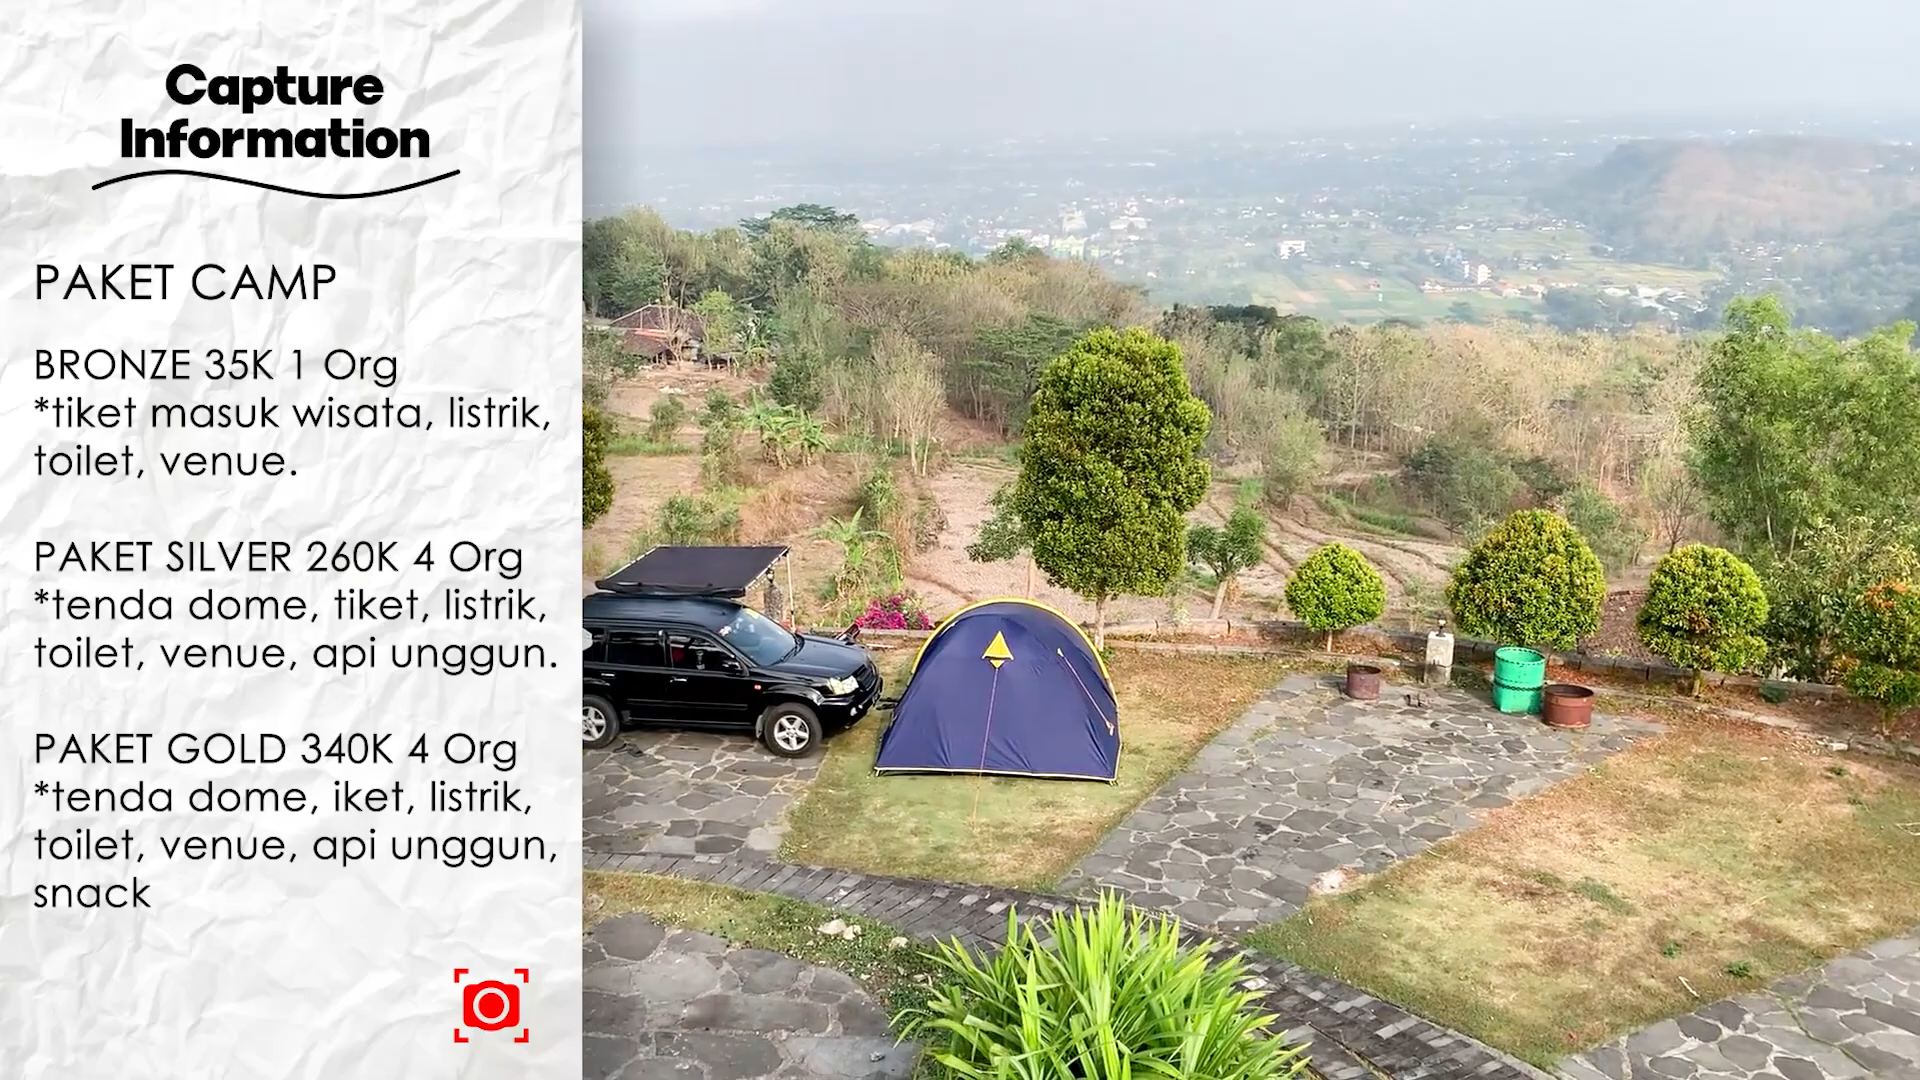 Capture
Information
PAKET CAMP
BRONZE 35K 1 Org
*tiket masuk wisata, listrik,
toilet, venue.
PAKET SILVER 260K 4 Org
*tenda dome, tiket, listrik,
toilet, venue, api unggun.
PAKET GOLD 340K 4 Org
*tenda dome, iket, listrik,
toilet, venue, api unggun,
snack